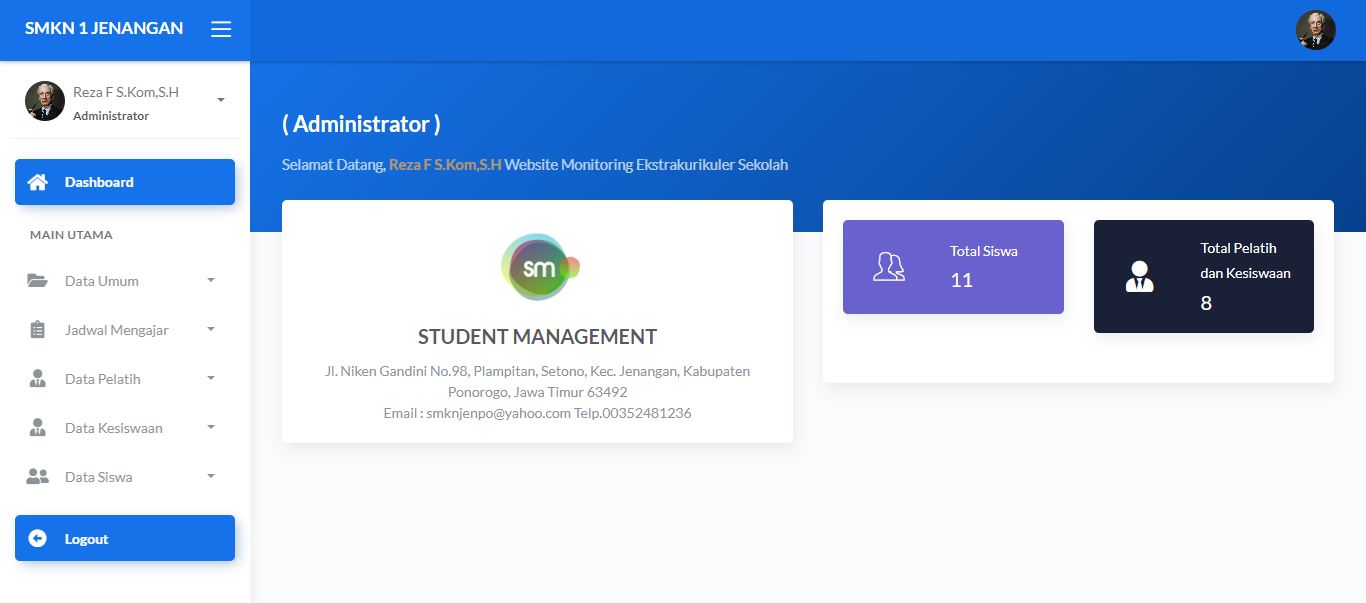 SMKN 1 JENANGAN
Reza F S.Kom,S.H
Administrator
Dashboard
MAIN UTAMA
Data Umum
Jadwal Mengajar
Data Pelatih
Data Kesiswaan
Data Siswa
Logout
( Administrator )
Selamat Datang, Reza F S.Kom,S.H Website Monitoring Ekstrakurikuler Sekolah
sm
STUDENT MANAGEMENT
Jl. Niken Gandini No.98, Plampitan, Setono, Kec. Jenangan, Kabupaten
Ponorogo, Jawa Timur 63492
Email : smknjenpo@yahoo.com Telp.00352481236
Total Siswa
11
Total Pelatih
dan Kesiswaan
8